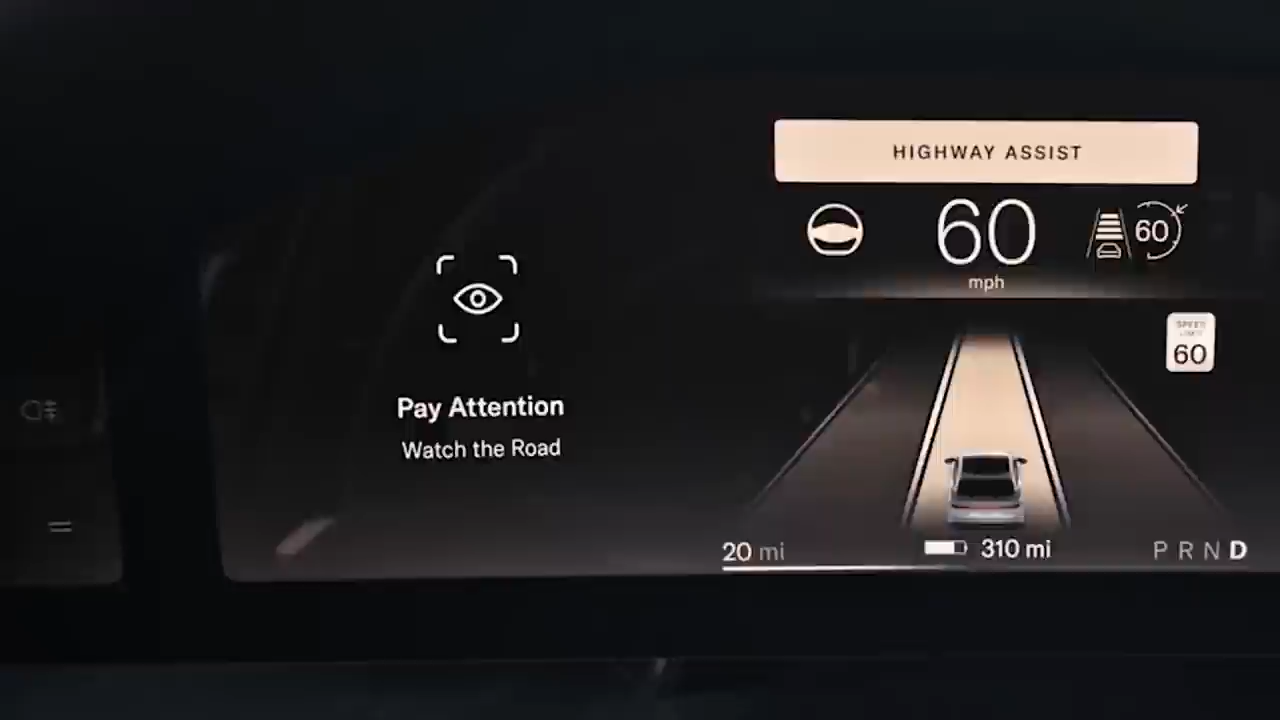 HIGHWAY ASSIST
60
mph
60
SPEED
LIMIT
60
Pay Attention
Watch the Road
20 mi
310 mi
P R N D